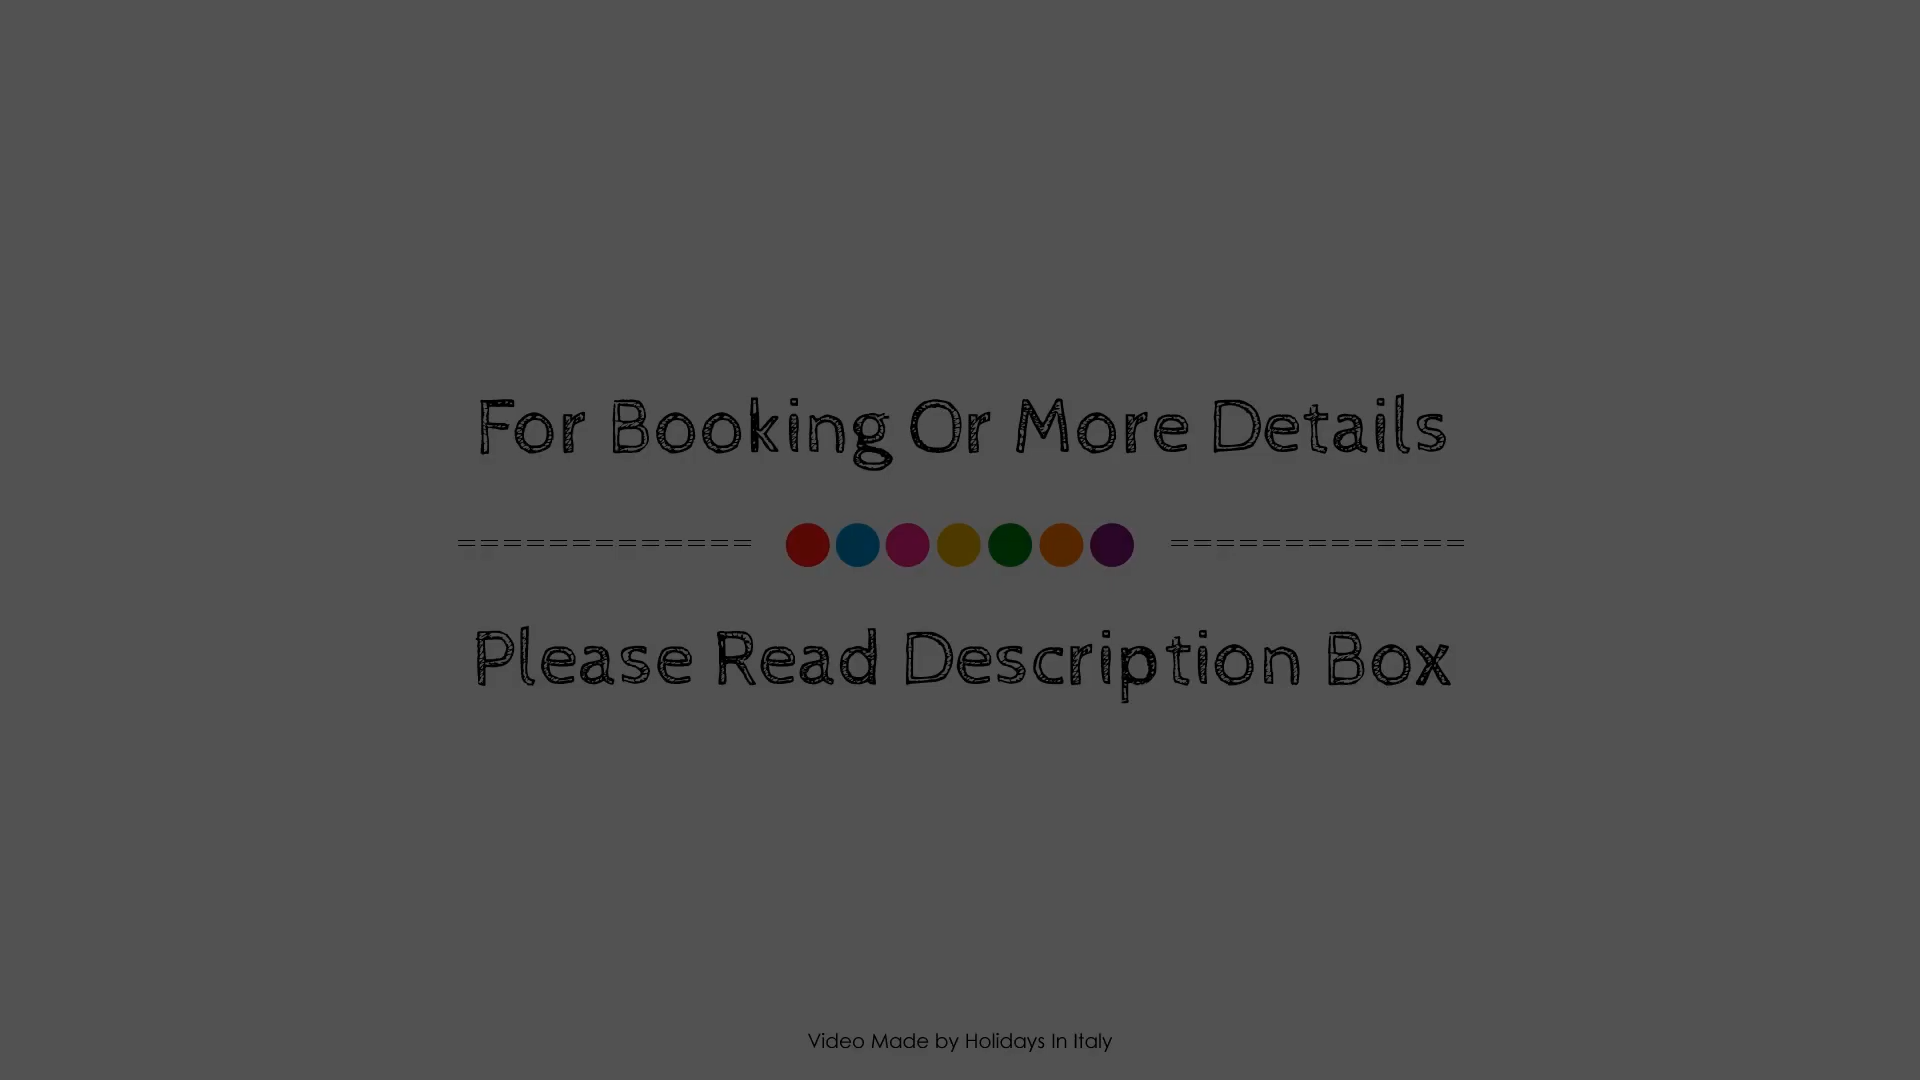 For Booking Or More Details
============= =============
Please Read Description Box
Video Made by Holidays In Italy